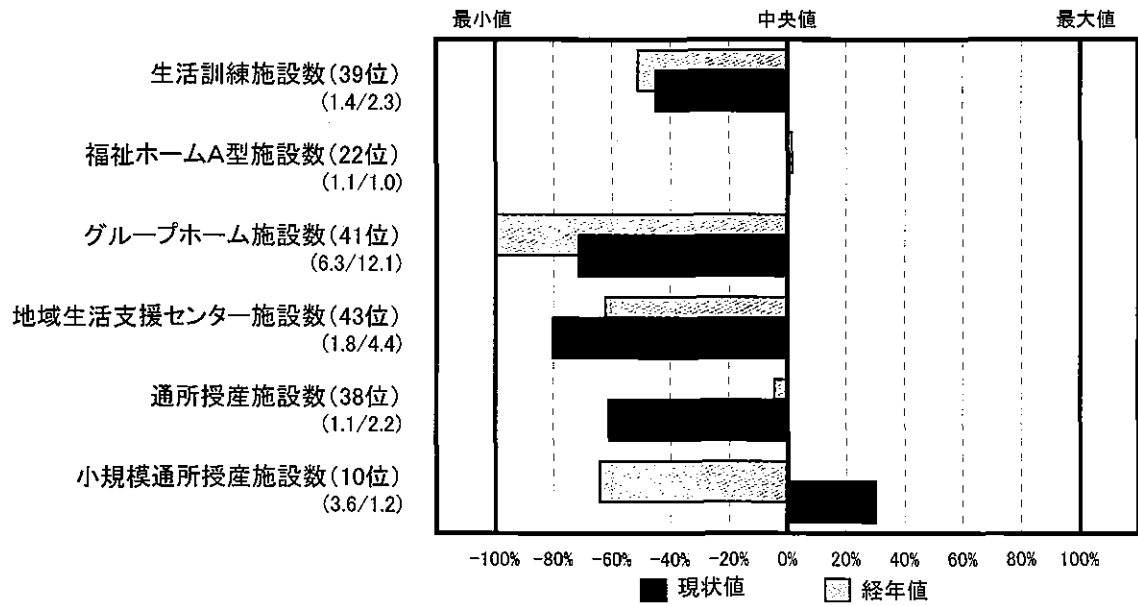 最小値 中央値 最大値
生活訓練施設数(39位)
(1.4/2.3)
福祉ホームA型施設数(22位)
(1.1/1.0)
グループホーム施設数(41位)
(6.3/12.1)
地域生活支援センター施設数(43位)
(1.8/4.4)
通所授産施設数(38位)
(1.1/2.2)
小規模通所授産施設数(10位)
(3.6/1.2)
-100% -80% -60% -40% -20% 0% 20% 40% 60% 80% 100%
現状値 経年値